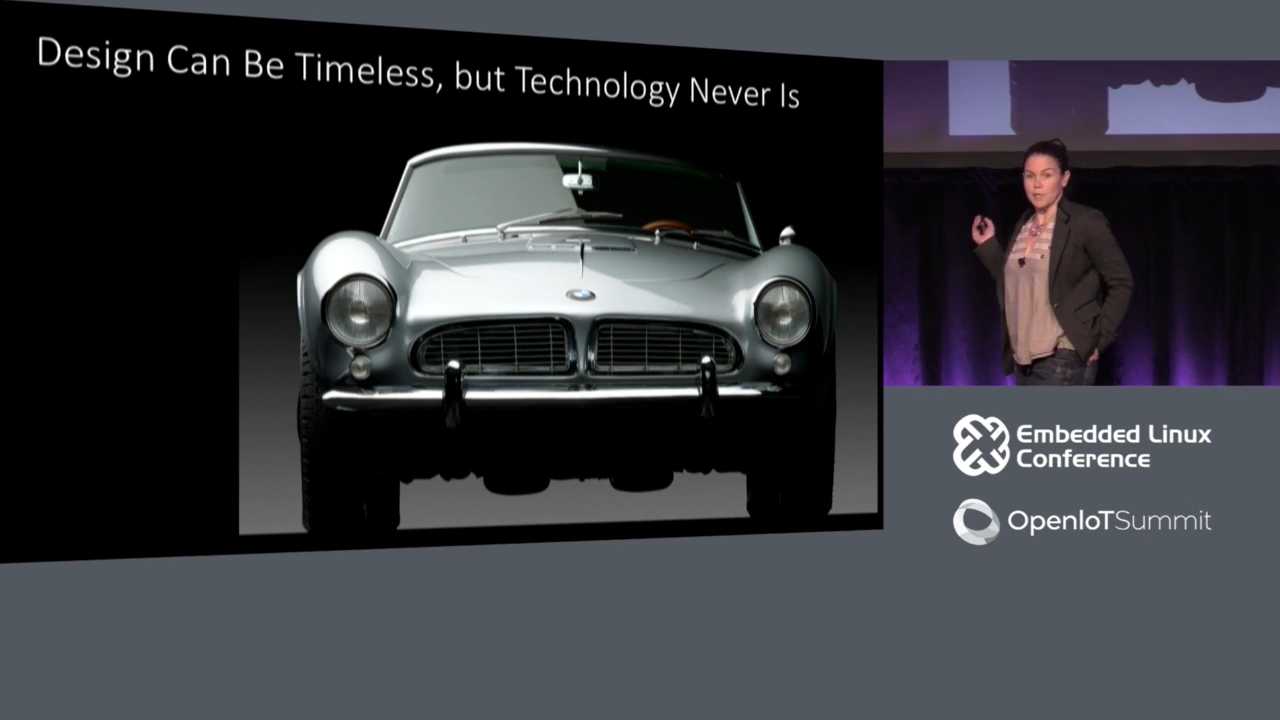 Design Can Be Timeless, but Technology Never Is
Embedded Linux
Conference
OpenIoTSummit